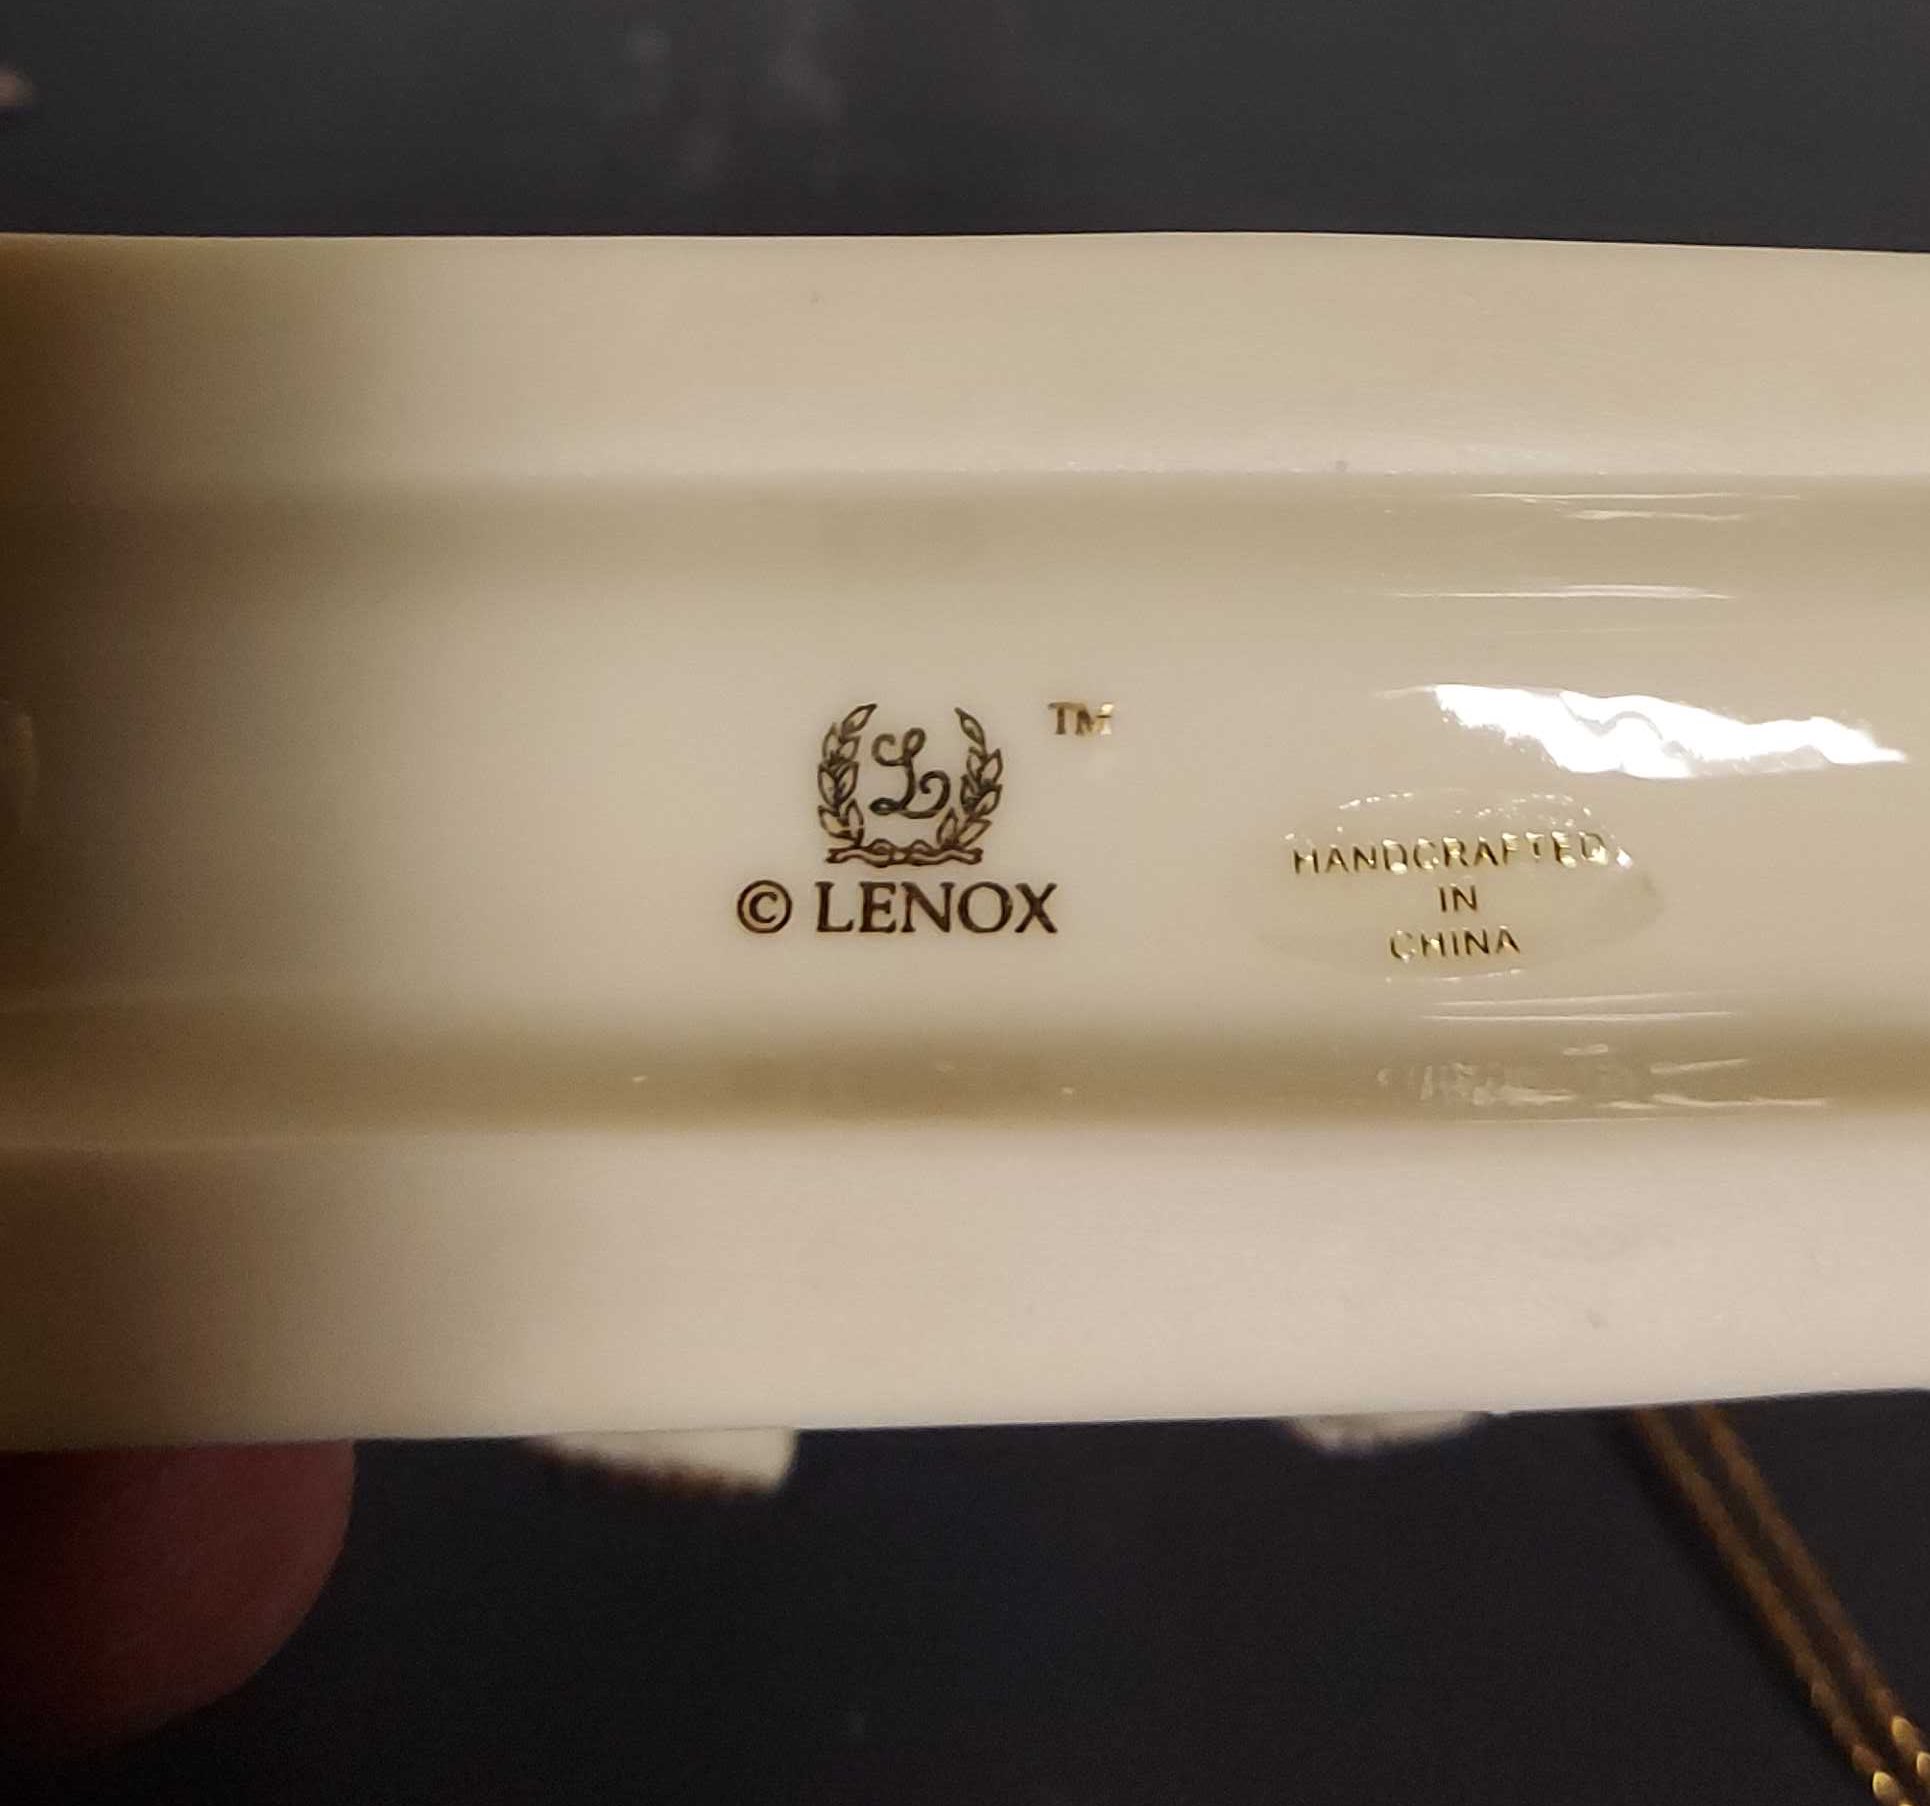 L
TM
© LENOX
HANDCRAFTED
IN
CHINA